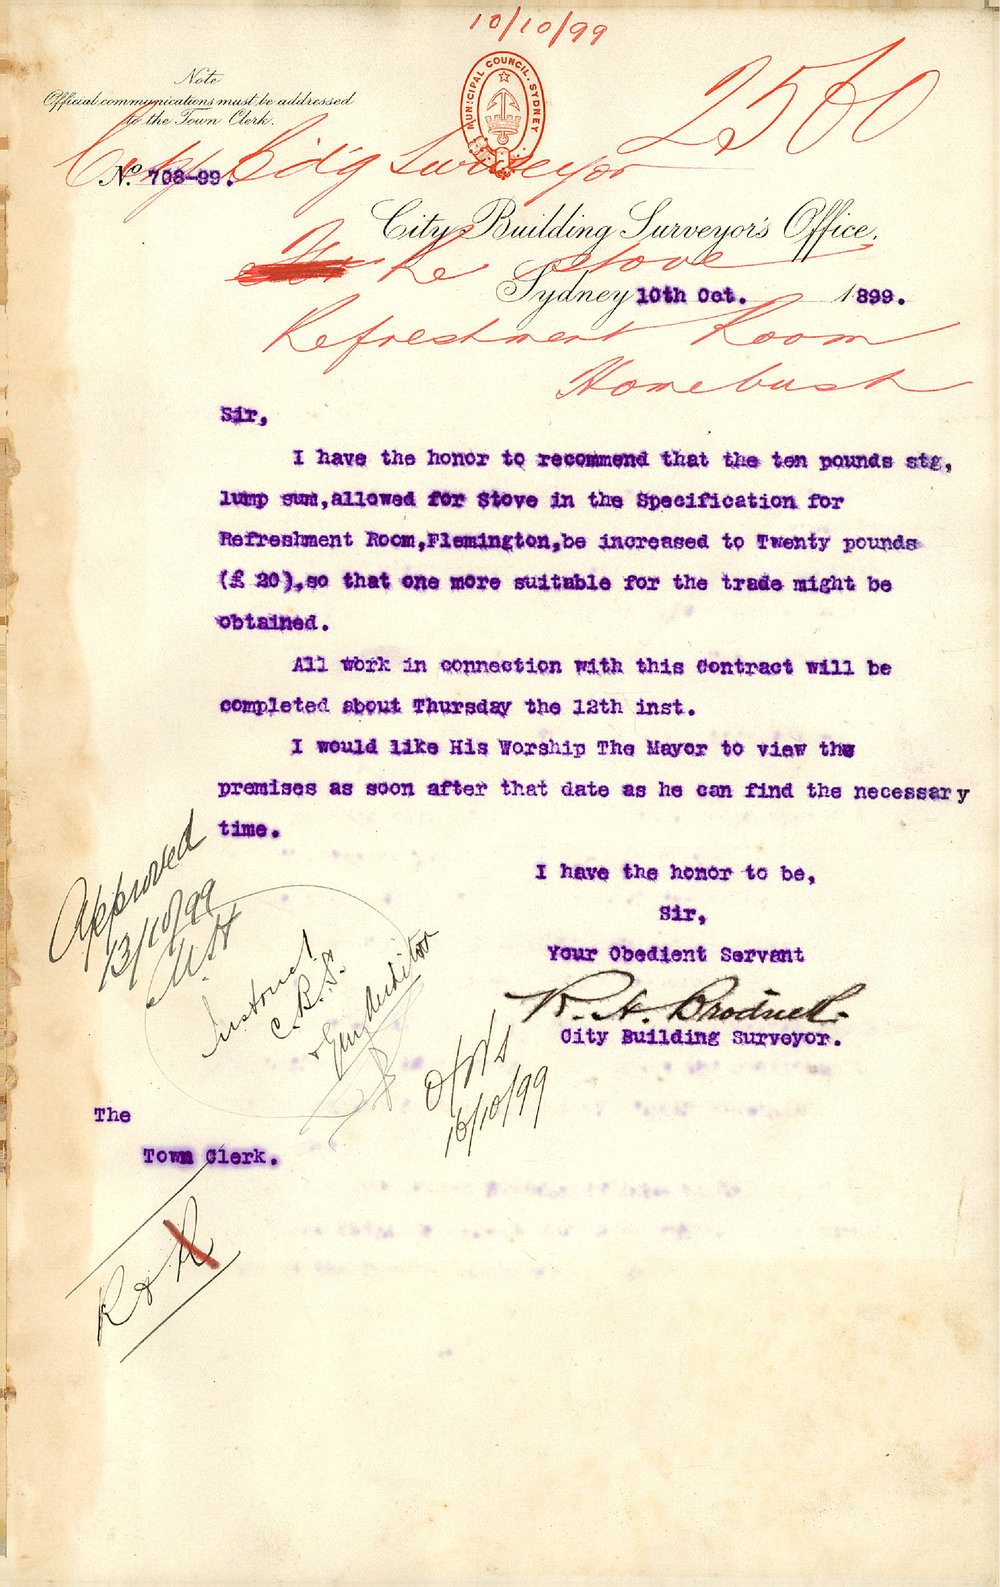 10/10/99
Note
Official communications must be addressed
to the Town Clerk.
MUNICIPAL COUNCIL. SYDNEY
2560
City Bld'g Surveyor
No. 708-99.
City Building Surveyor's Office,
Re Stove
Sydney 10th Oct. 1899.
Refreshment Room
Homebush
Sir,
I have the honor to recommend that the ten pounds stg,
lump sum,allowed for Stove in the Specification for
Refreshment Room,Flemington,be increased to Twenty pounds
(£ 20),so that one more suitable for the trade might be
obtained.
All work in connection with this Contract will be
completed about Thursday the 12th inst.
I would like His Worship The Mayor to view the
premises as soon after that date as he can find the necessary
time.
I have the honor to be,
Sir,
Your Obedient Servant
City Building Surveyor.
Approved
13/10/99
M.H
Instruct
C.B.S.
&
Auditor
16/10/99
The
Town Clerk.
R & R